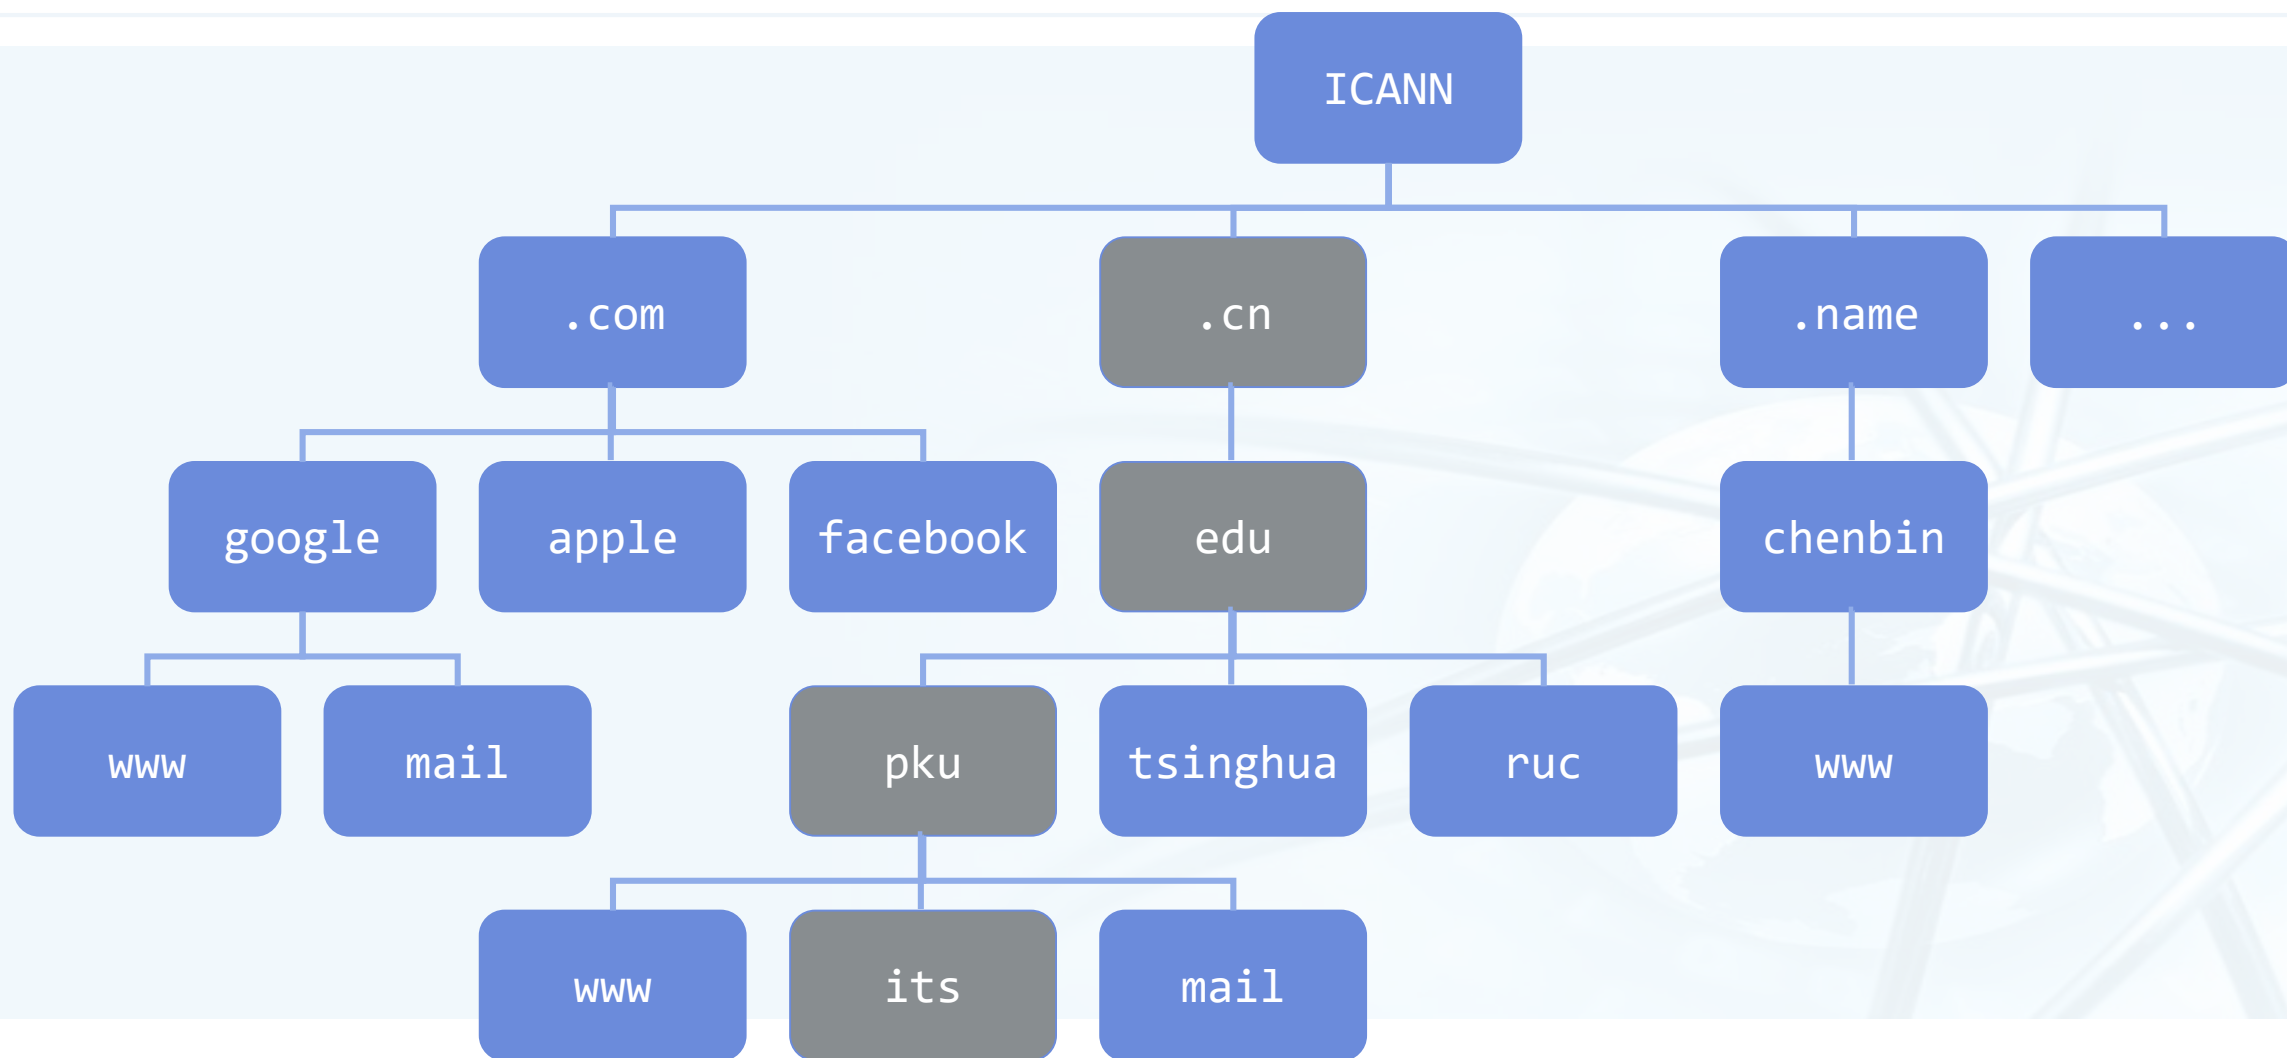 ICANN
.com
.cn
.name
...
google
apple
facebook
edu
chenbin
www
mail
pku
tsinghua
ruc
www
www
its
mail